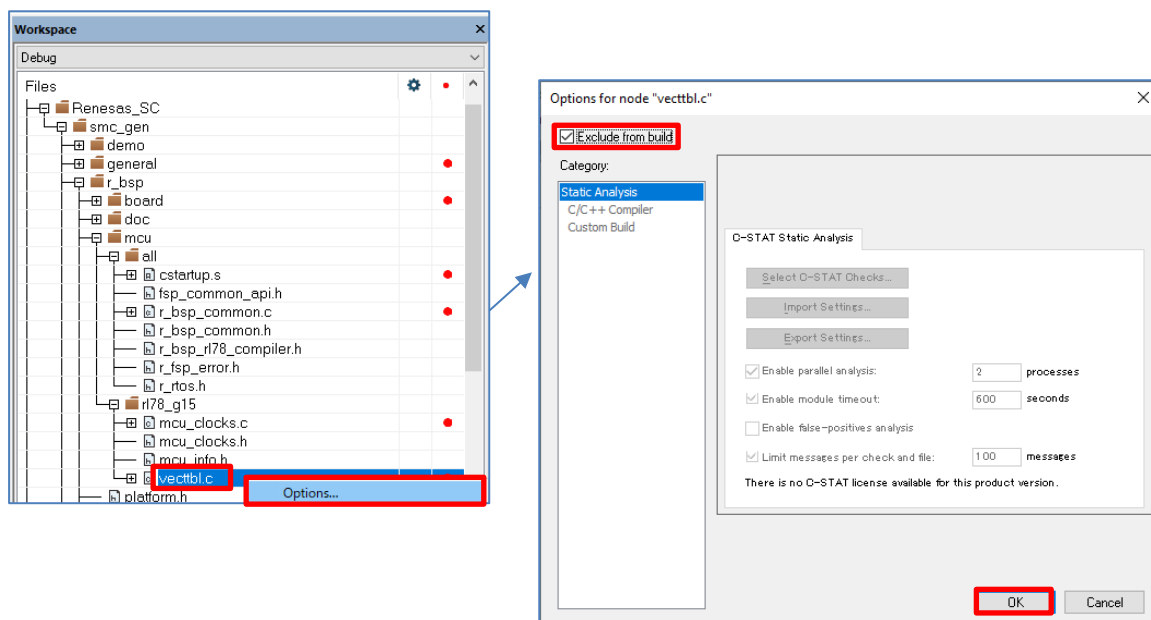 Workspace
Debug
Files
Renesas_SC
smc_gen
demo
general
r_bsp
board
doc
mcu
all
cstartup.s
fsp_common_api.h
r_bsp_common.c
r_bsp_common.h
r_bsp_rl78_compiler.h
r_fsp_error.h
r_rtos.h
rl78_g15
mcu_clocks.c
mcu_clocks.h
mcu_info.h
vecttbl.c
platform.h
Options...
Options for node "vecttbl.c"
Exclude from build
Category:
Static Analysis
C/C++ Compiler
Custom Build
C-STAT Static Analysis
Select C-STAT Checks...
Import Settings...
Export Settings...
Enable parallel analysis: 2 processes
Enable module timeout: 600 seconds
Enable false-positives analysis
Limit messages per check and file: 100 messages
There is no C-STAT license available for this product version.
OK Cancel